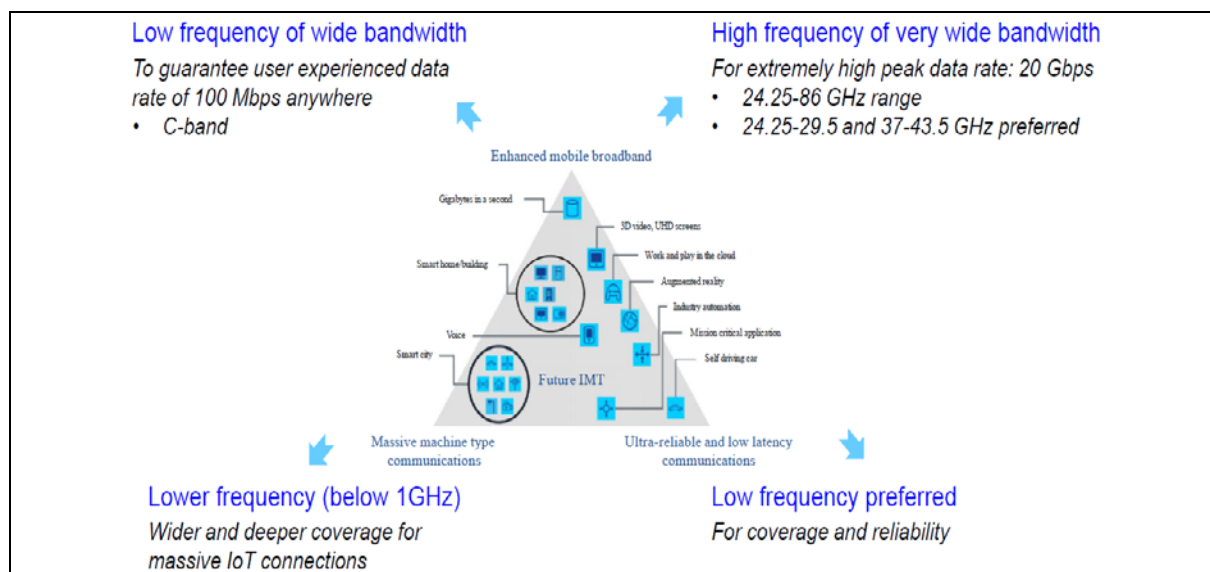 Low frequency of wide bandwidth
To guarantee user experienced data
rate of 100 Mbps anywhere
• C-band
High frequency of very wide bandwidth
For extremely high peak data rate: 20 Gbps
• 24.25-86 GHz range
• 24.25-29.5 and 37-43.5 GHz preferred
Enhanced mobile broadband
Gigabytes in a second
3D video, UHD screens
Work and play in the cloud
Smart home/building
Augmented reality
Industry automation
Voice
Mission critical application
Smart city
Self driving car
Future IMT
Massive machine type
communications
Ultra-reliable and low latency
communications
Lower frequency (below 1GHz)
Wider and deeper coverage for
massive IoT connections
Low frequency preferred
For coverage and reliability